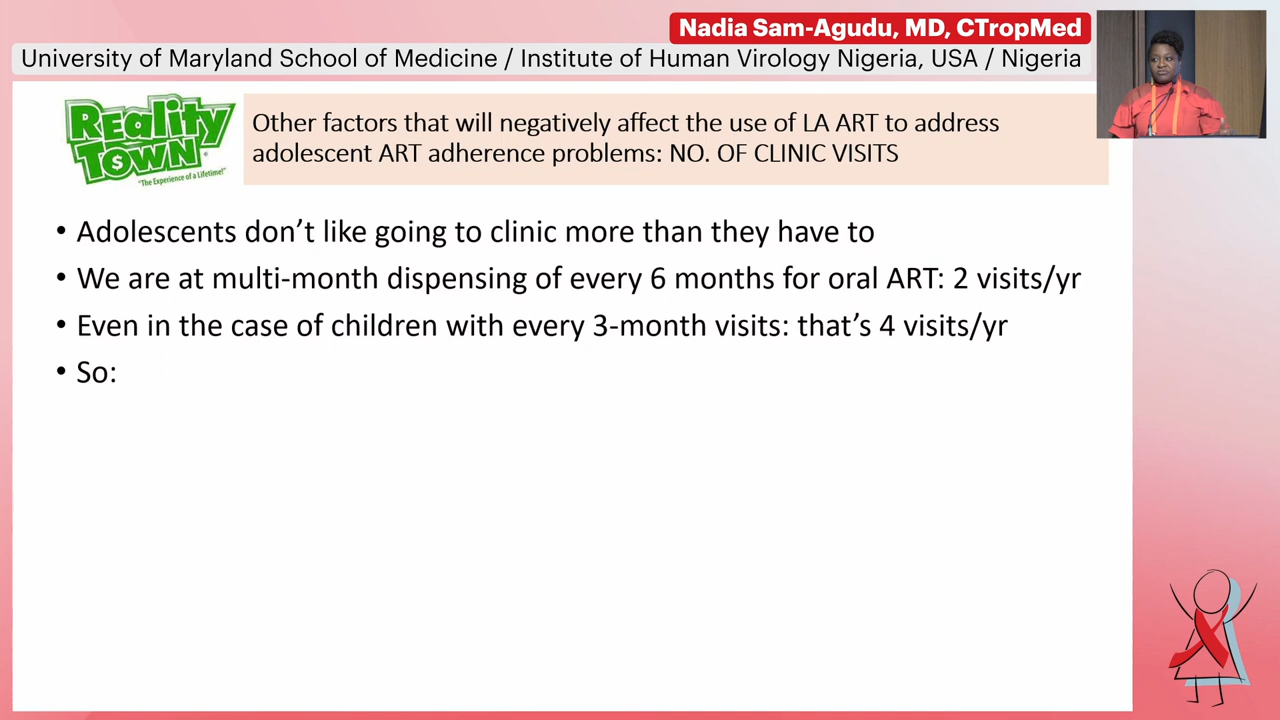 Nadia Sam-Agudu, MD, CTropMed
University of Maryland School of Medicine / Institute of Human Virology Nigeria, USA / Nigeria
Reality
TOWN
"The Experience of a Lifetime!"
Other factors that will negatively affect the use of LA ART to address
adolescent ART adherence problems: NO. OF CLINIC VISITS
• Adolescents don't like going to clinic more than they have to
• We are at multi-month dispensing of every 6 months for oral ART: 2 visits/yr
• Even in the case of children with every 3-month visits: that's 4 visits/yr
• So: